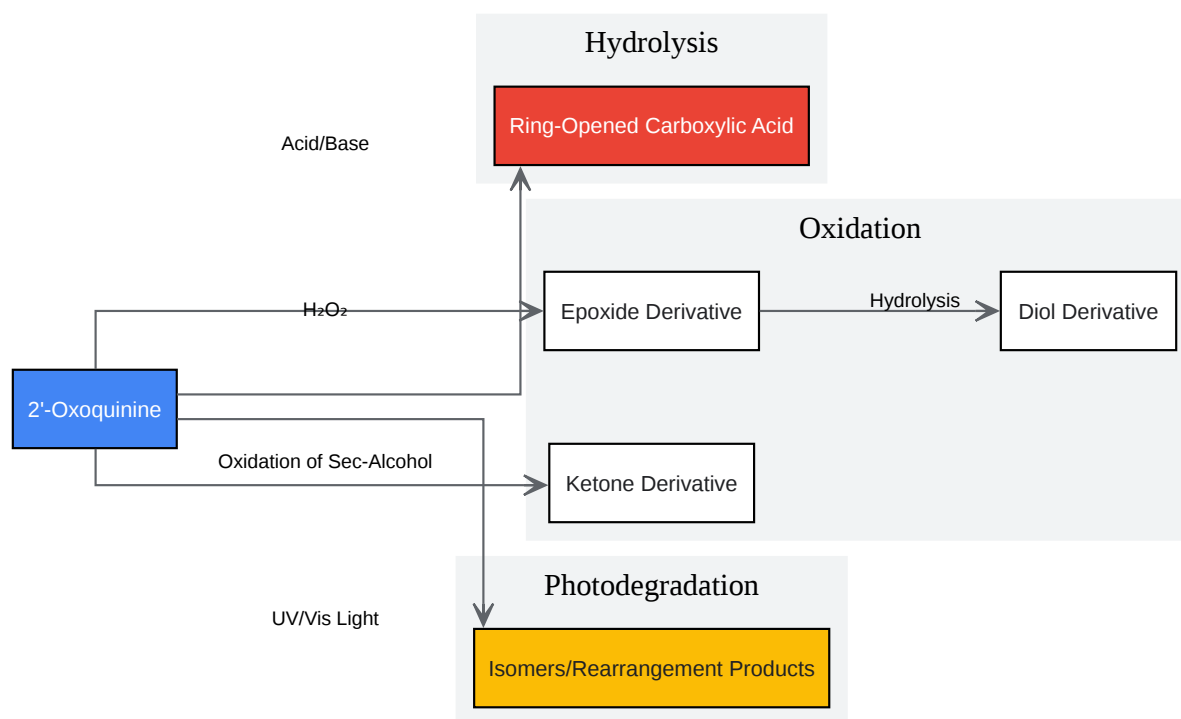 Hydrolysis
Ring-Opened Carboxylic Acid
Acid/Base
Oxidation
H₂O₂
Epoxide Derivative
Hydrolysis
Diol Derivative
2'-Oxoquinine
Oxidation of Sec-Alcohol
Ketone Derivative
Photodegradation
UV/Vis Light
Isomers/Rearrangement Products